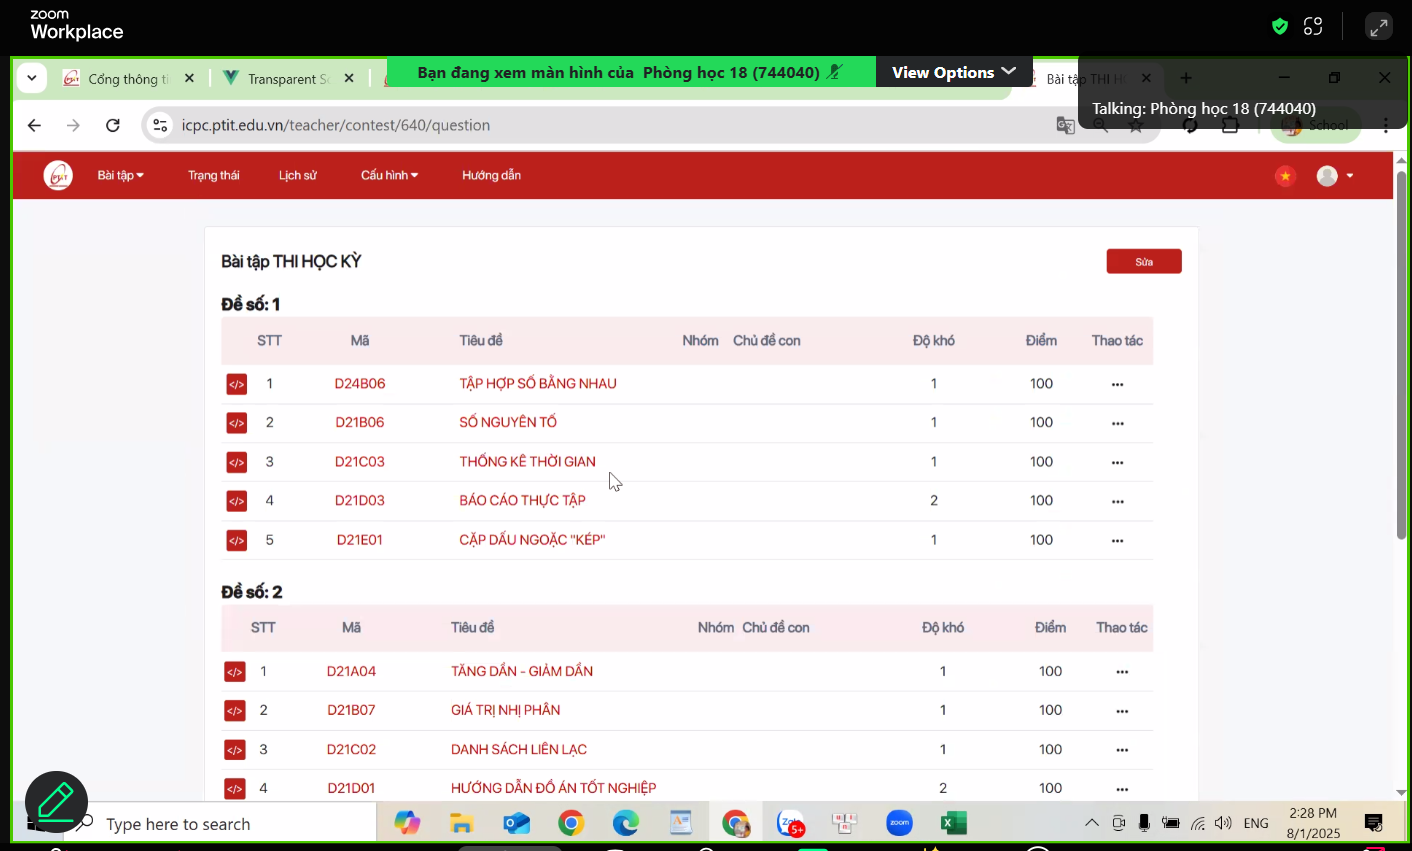 zoom
Workplace
Cổng thông ti
Transparent Sc
Bạn đang xem màn hình của Phòng học 18 (744040)
View Options
Bài tập THI H
Talking: Phòng học 18 (744040)
icpc.ptit.edu.vn/teacher/contest/640/question
School
Bài tập
Trạng thái
Lịch sử
Cấu hình
Hướng dẫn
Bài tập THI HỌC KỲ
Sửa
Đề số: 1
STT Mã Tiêu đề Nhóm Chủ đề con Độ khó Điểm Thao tác
</> 1 D24B06 TẬP HỢP SỐ BẰNG NHAU 1 100 •••
</> 2 D21B06 SỐ NGUYÊN TỐ 1 100 •••
</> 3 D21C03 THỐNG KÊ THỜI GIAN 1 100 •••
</> 4 D21D03 BÁO CÁO THỰC TẬP 2 100 •••
</> 5 D21E01 CẶP DẤU NGOẶC "KÉP" 1 100 •••
Đề số: 2
STT Mã Tiêu đề Nhóm Chủ đề con Độ khó Điểm Thao tác
</> 1 D21A04 TĂNG DẦN - GIẢM DẦN 1 100 •••
</> 2 D21B07 GIÁ TRỊ NHỊ PHÂN 1 100 •••
</> 3 D21C02 DANH SÁCH LIÊN LẠC 1 100 •••
</> 4 D21D01 HƯỚNG DẪN ĐỒ ÁN TỐT NGHIỆP 2 100 •••
Type here to search
5+
zoom
ENG
2:28 PM
8/1/2025